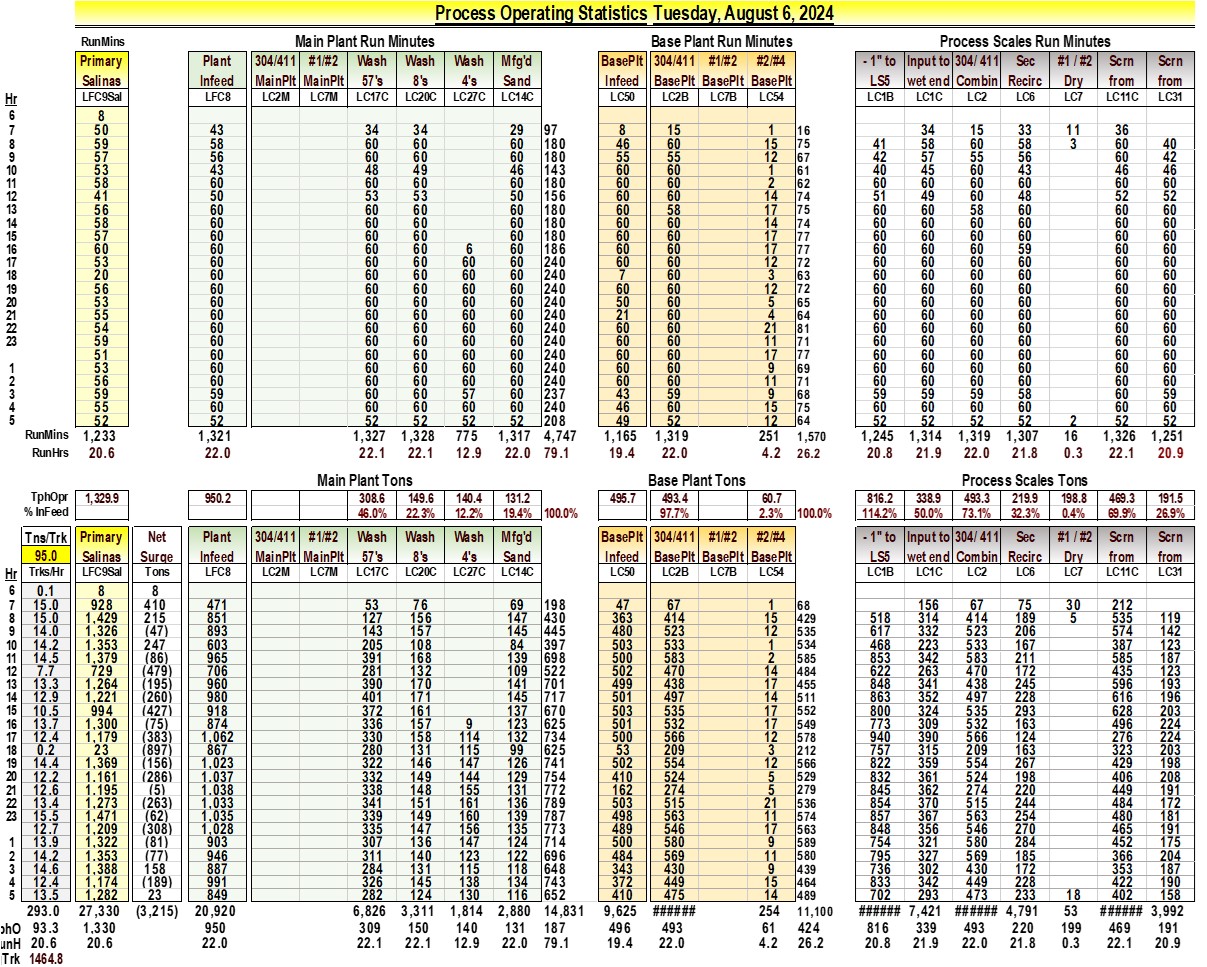 Process Operating Statistics Tuesday, August 6, 2024
RunMins Main Plant Run Minutes Base Plant Run Minutes Process Scales Run Minutes
Primary Plant 304/411 #1/#2 Wash Wash Wash Mfg'd BasePlt 304/411 #1/#2 #2/#4 - 1" to Input to 304/ 411 Sec #1 / #2 Scrn Scrn
Salinas Infeed MainPlt MainPlt 57's 8's 4's Sand Infeed BasePlt BasePlt BasePlt LS5 wet end Combin Recirc Dry from from
Hr LFC9Sal LFC8 LC2M LC7M LC17C LC20C LC27C LC14C LC50 LC2B LC7B LC54 LC1B LC1C LC2 LC6 LC7 LC11C LC31
6 8
7 50 43 34 34 29 97 8 15 1 16 34 15 33 11 36
8 59 58 60 60 60 180 46 60 15 75 41 58 60 58 3 60 40
9 57 56 60 60 60 180 55 55 12 67 42 57 55 56 60 42
10 53 43 48 49 46 143 60 60 1 61 40 45 60 43 46 46
11 58 60 60 60 60 180 60 60 2 62 60 60 60 60 60 60
12 41 50 53 53 50 156 60 60 14 74 51 49 60 48 52 52
13 56 60 60 60 60 180 60 58 17 75 60 60 58 60 60 60
14 58 60 60 60 60 180 60 60 14 74 60 60 60 60 60 60
15 57 60 60 60 60 180 60 60 17 77 60 60 60 60 60 60
16 60 60 60 60 6 60 186 60 60 17 77 60 60 60 59 60 60
17 53 60 60 60 60 60 240 60 60 12 72 60 60 60 60 60 60
18 20 60 60 60 60 60 240 7 60 3 63 60 60 60 60 60 60
19 56 60 60 60 60 60 240 60 60 12 72 60 60 60 60 60 60
20 53 60 60 60 60 60 240 50 60 5 65 60 60 60 60 60 60
21 55 60 60 60 60 60 240 21 60 4 64 60 60 60 60 60 60
22 54 60 60 60 60 60 240 60 60 21 81 60 60 60 60 60 60
23 59 60 60 60 60 60 240 60 60 11 71 60 60 60 60 60 60
51 60 60 60 60 60 240 60 60 17 77 60 60 60 60 60 60
1 53 60 60 60 60 60 240 60 60 9 69 60 60 60 60 60 60
2 56 60 60 60 60 60 240 60 60 11 71 60 60 60 60 60 60
3 59 59 60 60 57 60 237 43 59 9 68 59 59 59 58 60 59
4 55 60 60 60 60 60 240 46 60 15 75 60 60 60 60 60 60
5 52 52 52 52 52 52 208 49 52 12 64 52 52 52 52 2 52 52
RunMins 1,233 1,321 1,327 1,328 775 1,317 4,747 1,165 1,319 251 1,570 1,245 1,314 1,319 1,307 16 1,326 1,251
RunHrs 20.6 22.0 22.1 22.1 12.9 22.0 79.1 19.4 22.0 4.2 26.2 20.8 21.9 22.0 21.8 0.3 22.1 20.9
Main Plant Tons Base Plant Tons Process Scales Tons
TphOpr 1,329.9 950.2 308.6 149.6 140.4 131.2 495.7 493.4 60.7 816.2 338.9 493.3 219.9 198.8 469.3 191.5
% InFeed 46.0% 22.3% 12.2% 19.4% 100.0% 97.7% 2.3% 100.0% 114.2% 50.0% 73.1% 32.3% 0.4% 69.9% 26.9%
Tns/Trk Primary Net Plant 304/411 #1/#2 Wash Wash Wash Mfg'd BasePlt 304/411 #1/#2 #2/#4 - 1" to Input to 304/ 411 Sec #1 / #2 Scrn Scrn
95.0 Salinas Surge Infeed MainPlt MainPlt 57's 8's 4's Sand Infeed BasePlt BasePlt BasePlt LS5 wet end Combin Recirc Dry from from
Hr Trks/Hr LFC9Sal Tons LFC8 LC2M LC7M LC17C LC20C LC27C LC14C LC50 LC2B LC7B LC54 LC1B LC1C LC2 LC6 LC7 LC11C LC31
6 0.1 8 8
7 15.0 928 410 471 53 76 69 198 47 67 1 68 156 67 75 30 212
8 15.0 1,429 215 851 127 156 147 430 363 414 15 429 518 314 414 189 5 535 119
9 14.0 1,326 (47) 893 143 157 145 445 480 523 12 535 617 332 523 206 574 142
10 14.2 1,353 247 603 205 108 84 397 503 533 1 534 468 223 533 167 387 123
11 14.5 1,379 (86) 965 391 168 139 698 500 583 2 585 853 342 583 211 585 187
12 7.7 729 (479) 706 281 132 109 522 502 470 14 484 622 263 470 172 435 123
13 13.3 1,264 (195) 960 390 170 141 701 499 438 17 455 848 341 438 245 596 193
14 12.9 1,221 (260) 980 401 171 145 717 501 497 14 511 863 352 497 228 616 196
15 10.5 994 (427) 918 372 161 137 670 503 535 17 552 800 324 535 293 628 203
16 13.7 1,300 (75) 874 336 157 9 123 625 501 532 17 549 773 309 532 163 496 224
17 12.4 1,179 (383) 1,062 330 158 114 132 734 500 566 12 578 940 390 566 124 276 224
18 0.2 23 (897) 867 280 131 115 99 625 53 209 3 212 757 315 209 163 323 203
19 14.4 1,369 (156) 1,023 322 146 147 126 741 502 554 12 566 822 359 554 267 429 198
20 12.2 1,161 (286) 1,037 332 149 144 129 754 410 524 5 529 832 361 524 198 406 208
21 12.6 1,195 (5) 1,038 338 148 155 131 772 162 274 5 279 845 362 274 220 449 191
22 13.4 1,273 (263) 1,033 341 151 161 136 789 503 515 21 536 854 370 515 244 484 172
23 15.5 1,471 (62) 1,035 339 149 160 139 787 498 563 11 574 857 367 563 254 480 181
12.7 1,209 (308) 1,028 335 147 156 135 773 489 546 17 563 848 356 546 270 465 191
1 13.9 1,322 (81) 903 307 136 147 124 714 500 580 9 589 754 321 580 284 452 175
2 14.2 1,353 (77) 946 311 140 123 122 696 484 569 11 580 795 327 569 185 366 204
3 14.6 1,388 158 887 284 131 115 118 648 343 430 9 439 736 302 430 172 353 187
4 12.4 1,174 (189) 991 326 145 138 134 743 372 449 15 464 833 361 449 228 422 190
5 13.5 1,282 23 849 282 124 130 116 652 410 475 14 489 702 293 473 233 18 402 158
293.0 27,330 (3,215) 20,920 6,826 3,311 1,814 2,880 14,831 9,625 ###### 254 11,100 ###### 7,421 ###### 4,791 53 ###### 3,992
phO 93.3 1,330 950 309 150 140 131 187 496 493 61 424 816 339 493 220 199 469 191
unH 20.6 20.6 22.0 22.1 22.1 12.9 22.0 79.1 19.4 22.0 4.2 26.2 20.8 21.9 22.0 21.8 0.3 22.1 20.9
Trk 1464.8